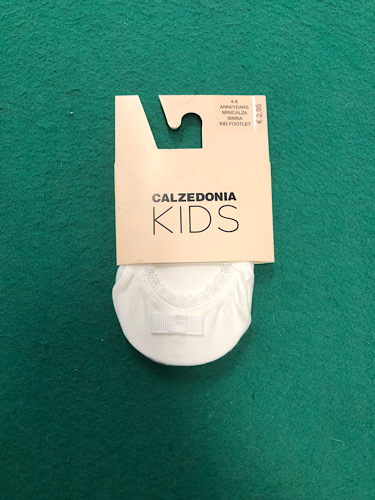 4-6
ANNI/YEARS
MINICALZA
BIMBA
KID FOOTLET
€ 2,95
CALZEDONIA
KIDS